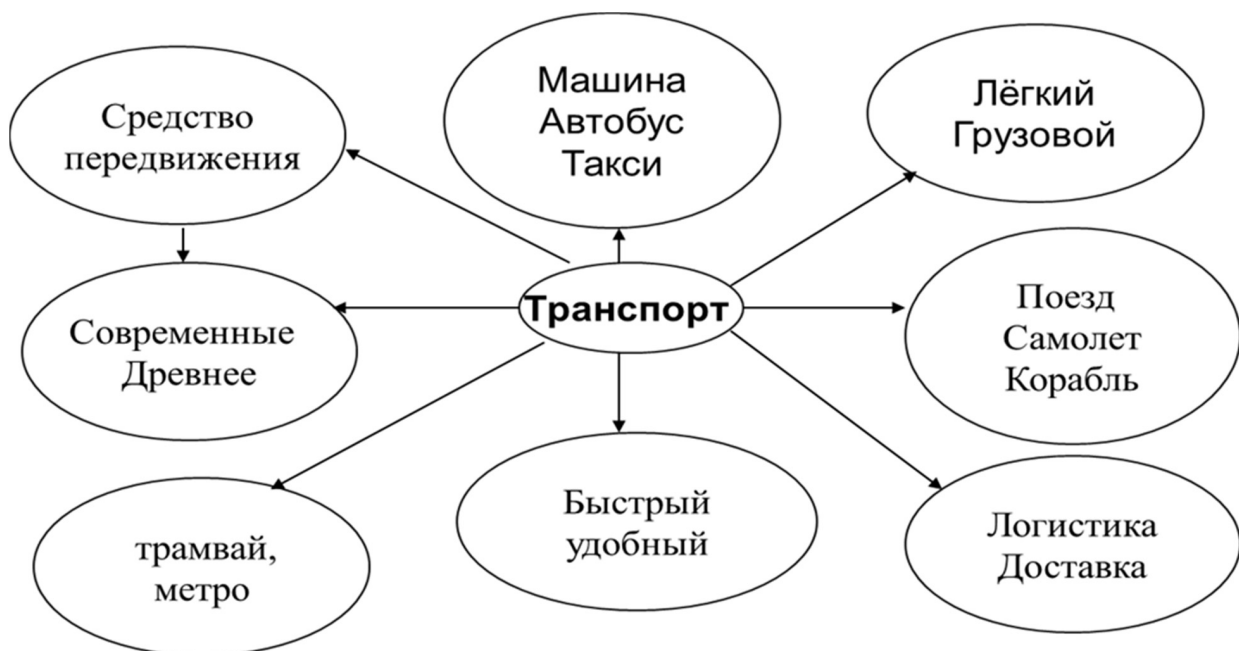 Средство
передвижения
Машина
Автобус
Такси
Лёгкий
Грузовой
Современные
Древнее
Транспорт
Поезд
Самолет
Корабль
трамвай,
метро
Быстрый
удобный
Логистика
Доставка